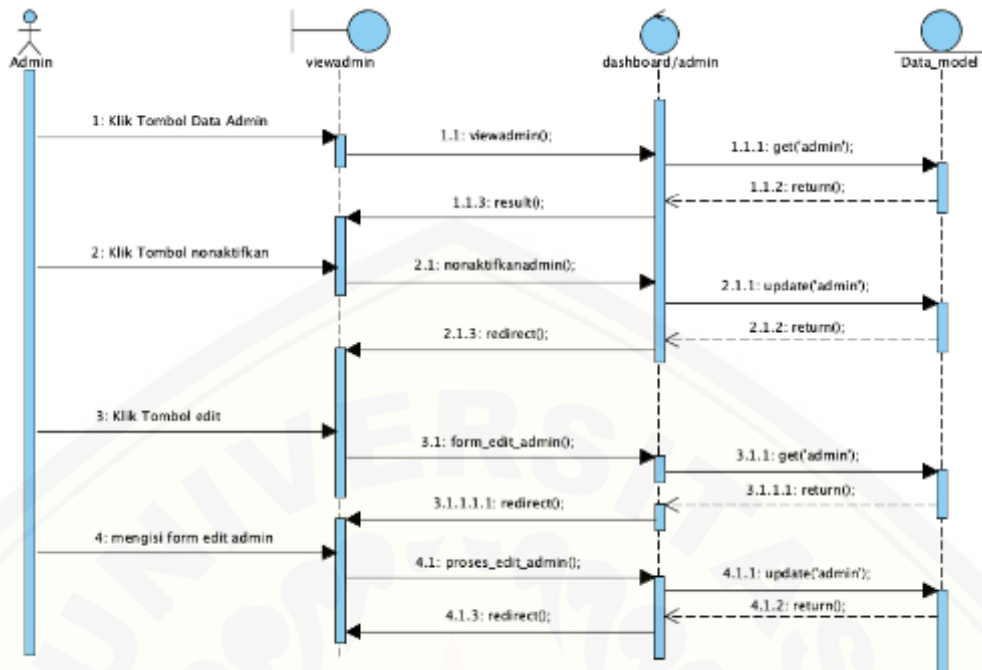 Admin
viewadmin
dashboard/admin
Data_model
1: Klik Tombol Data Admin
1.1: viewadmin();
1.1.1: get('admin');
1.1.2: return();
1.1.3: result();
2: Klik Tombol nonaktifkan
2.1: nonaktifkanadmin();
2.1.1: update('admin');
2.1.2: return();
2.1.3: redirect();
3: Klik Tombol edit
3.1: form_edit_admin();
3.1.1: get('admin');
3.1.1.1: return();
3.1.1.1.1: redirect();
4: mengisi form edit admin
4.1: proses_edit_admin();
4.1.1: update('admin');
4.1.2: return();
4.1.3: redirect();
UNIVERSITAS